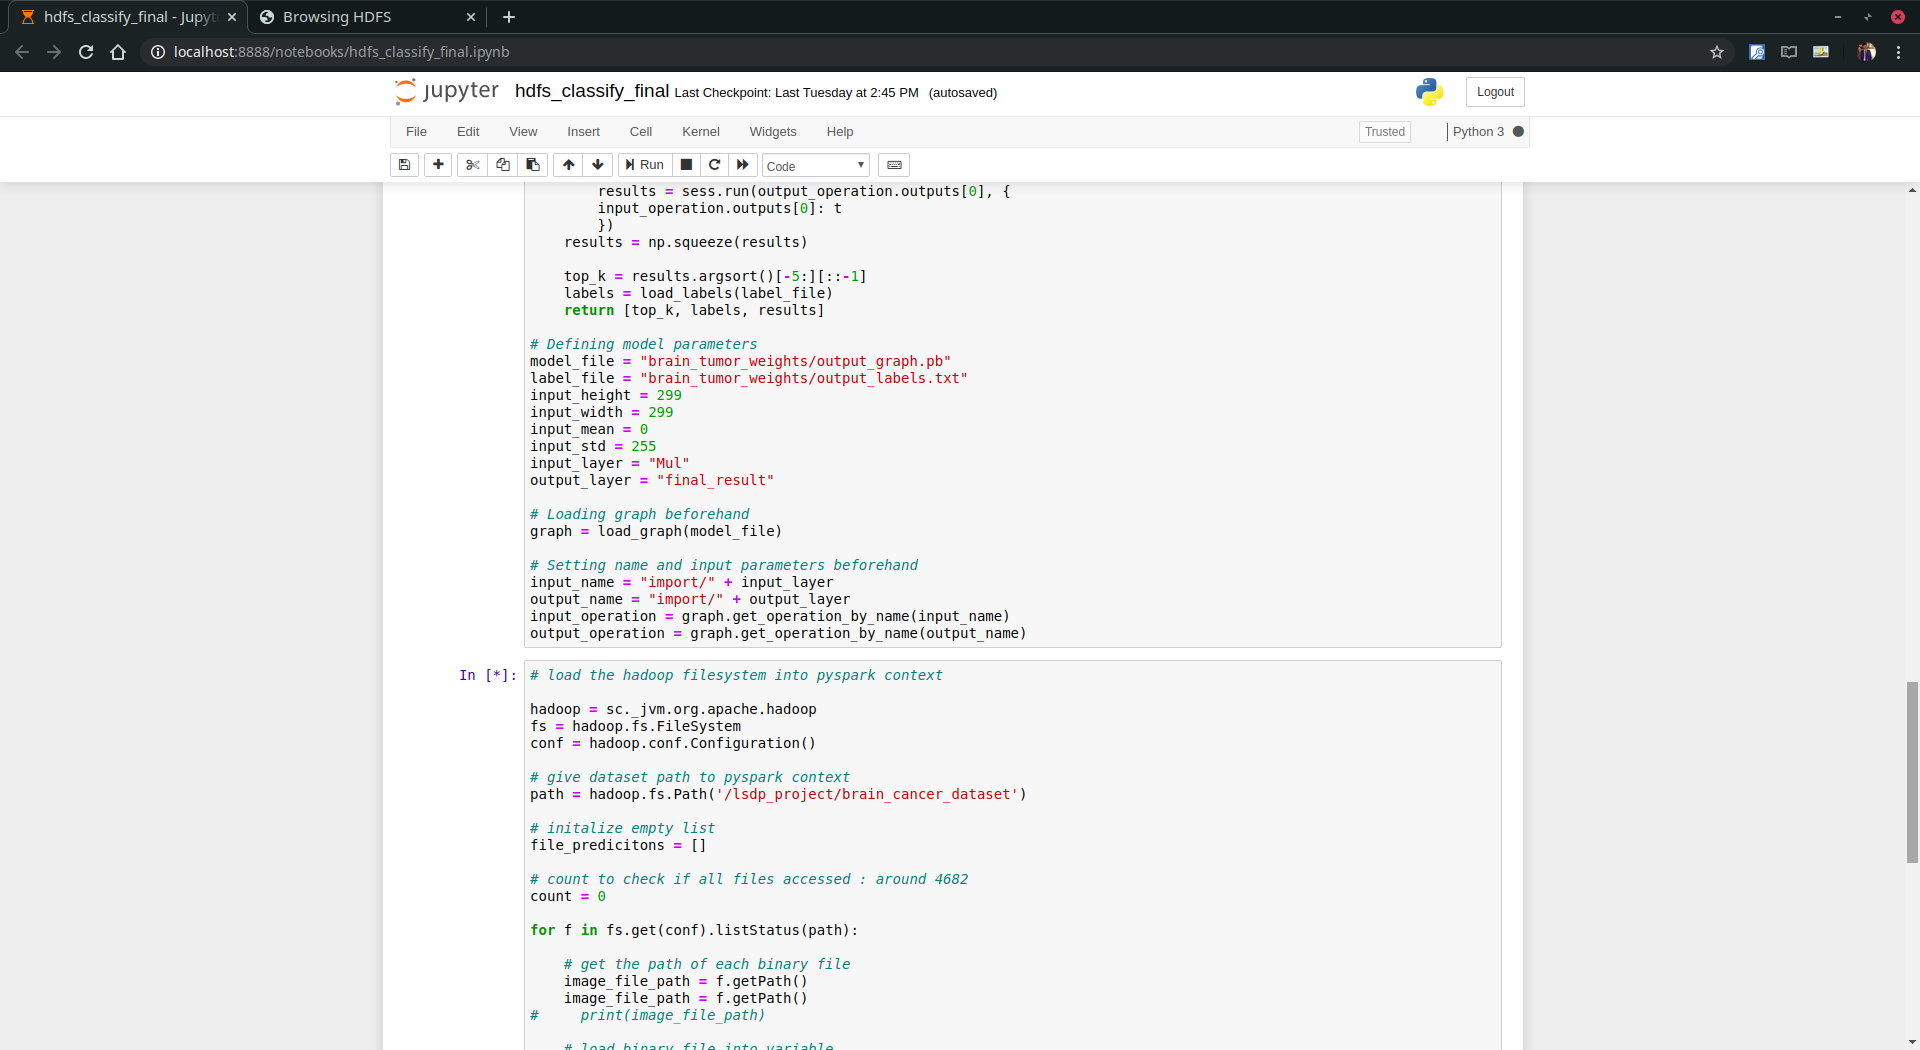 hdfs_classify_final - Jupyt
Browsing HDFS
localhost:8888/notebooks/hdfs_classify_final.ipynb
jupyter hdfs_classify_final Last Checkpoint: Last Tuesday at 2:45 PM (autosaved)
Logout
File Edit View Insert Cell Kernel Widgets Help
Trusted
Python 3
Run
Code
results = sess.run(output_operation.outputs[0], {
input_operation.outputs[0]: t
})
results = np.squeeze(results)
top_k = results.argsort()[-5:][::-1]
labels = load_labels(label_file)
return [top_k, labels, results]
# Defining model parameters
model_file = "brain_tumor_weights/output_graph.pb"
label_file = "brain_tumor_weights/output_labels.txt"
input_height = 299
input_width = 299
input_mean = 0
input_std = 255
input_layer = "Mul"
output_layer = "final_result"
# Loading graph beforehand
graph = load_graph(model_file)
# Setting name and input parameters beforehand
input_name = "import/" + input_layer
output_name = "import/" + output_layer
input_operation = graph.get_operation_by_name(input_name)
output_operation = graph.get_operation_by_name(output_name)
In [*]:
# load the hadoop filesystem into pyspark context
hadoop = sc._jvm.org.apache.hadoop
fs = hadoop.fs.FileSystem
conf = hadoop.conf.Configuration()
# give dataset path to pyspark context
path = hadoop.fs.Path('/lsdp_project/brain_cancer_dataset')
# initalize empty list
file_predicitons = []
# count to check if all files accessed : around 4682
count = 0
for f in fs.get(conf).listStatus(path):
# get the path of each binary file
image_file_path = f.getPath()
image_file_path = f.getPath()
# print(image_file_path)
# load binary file into variable